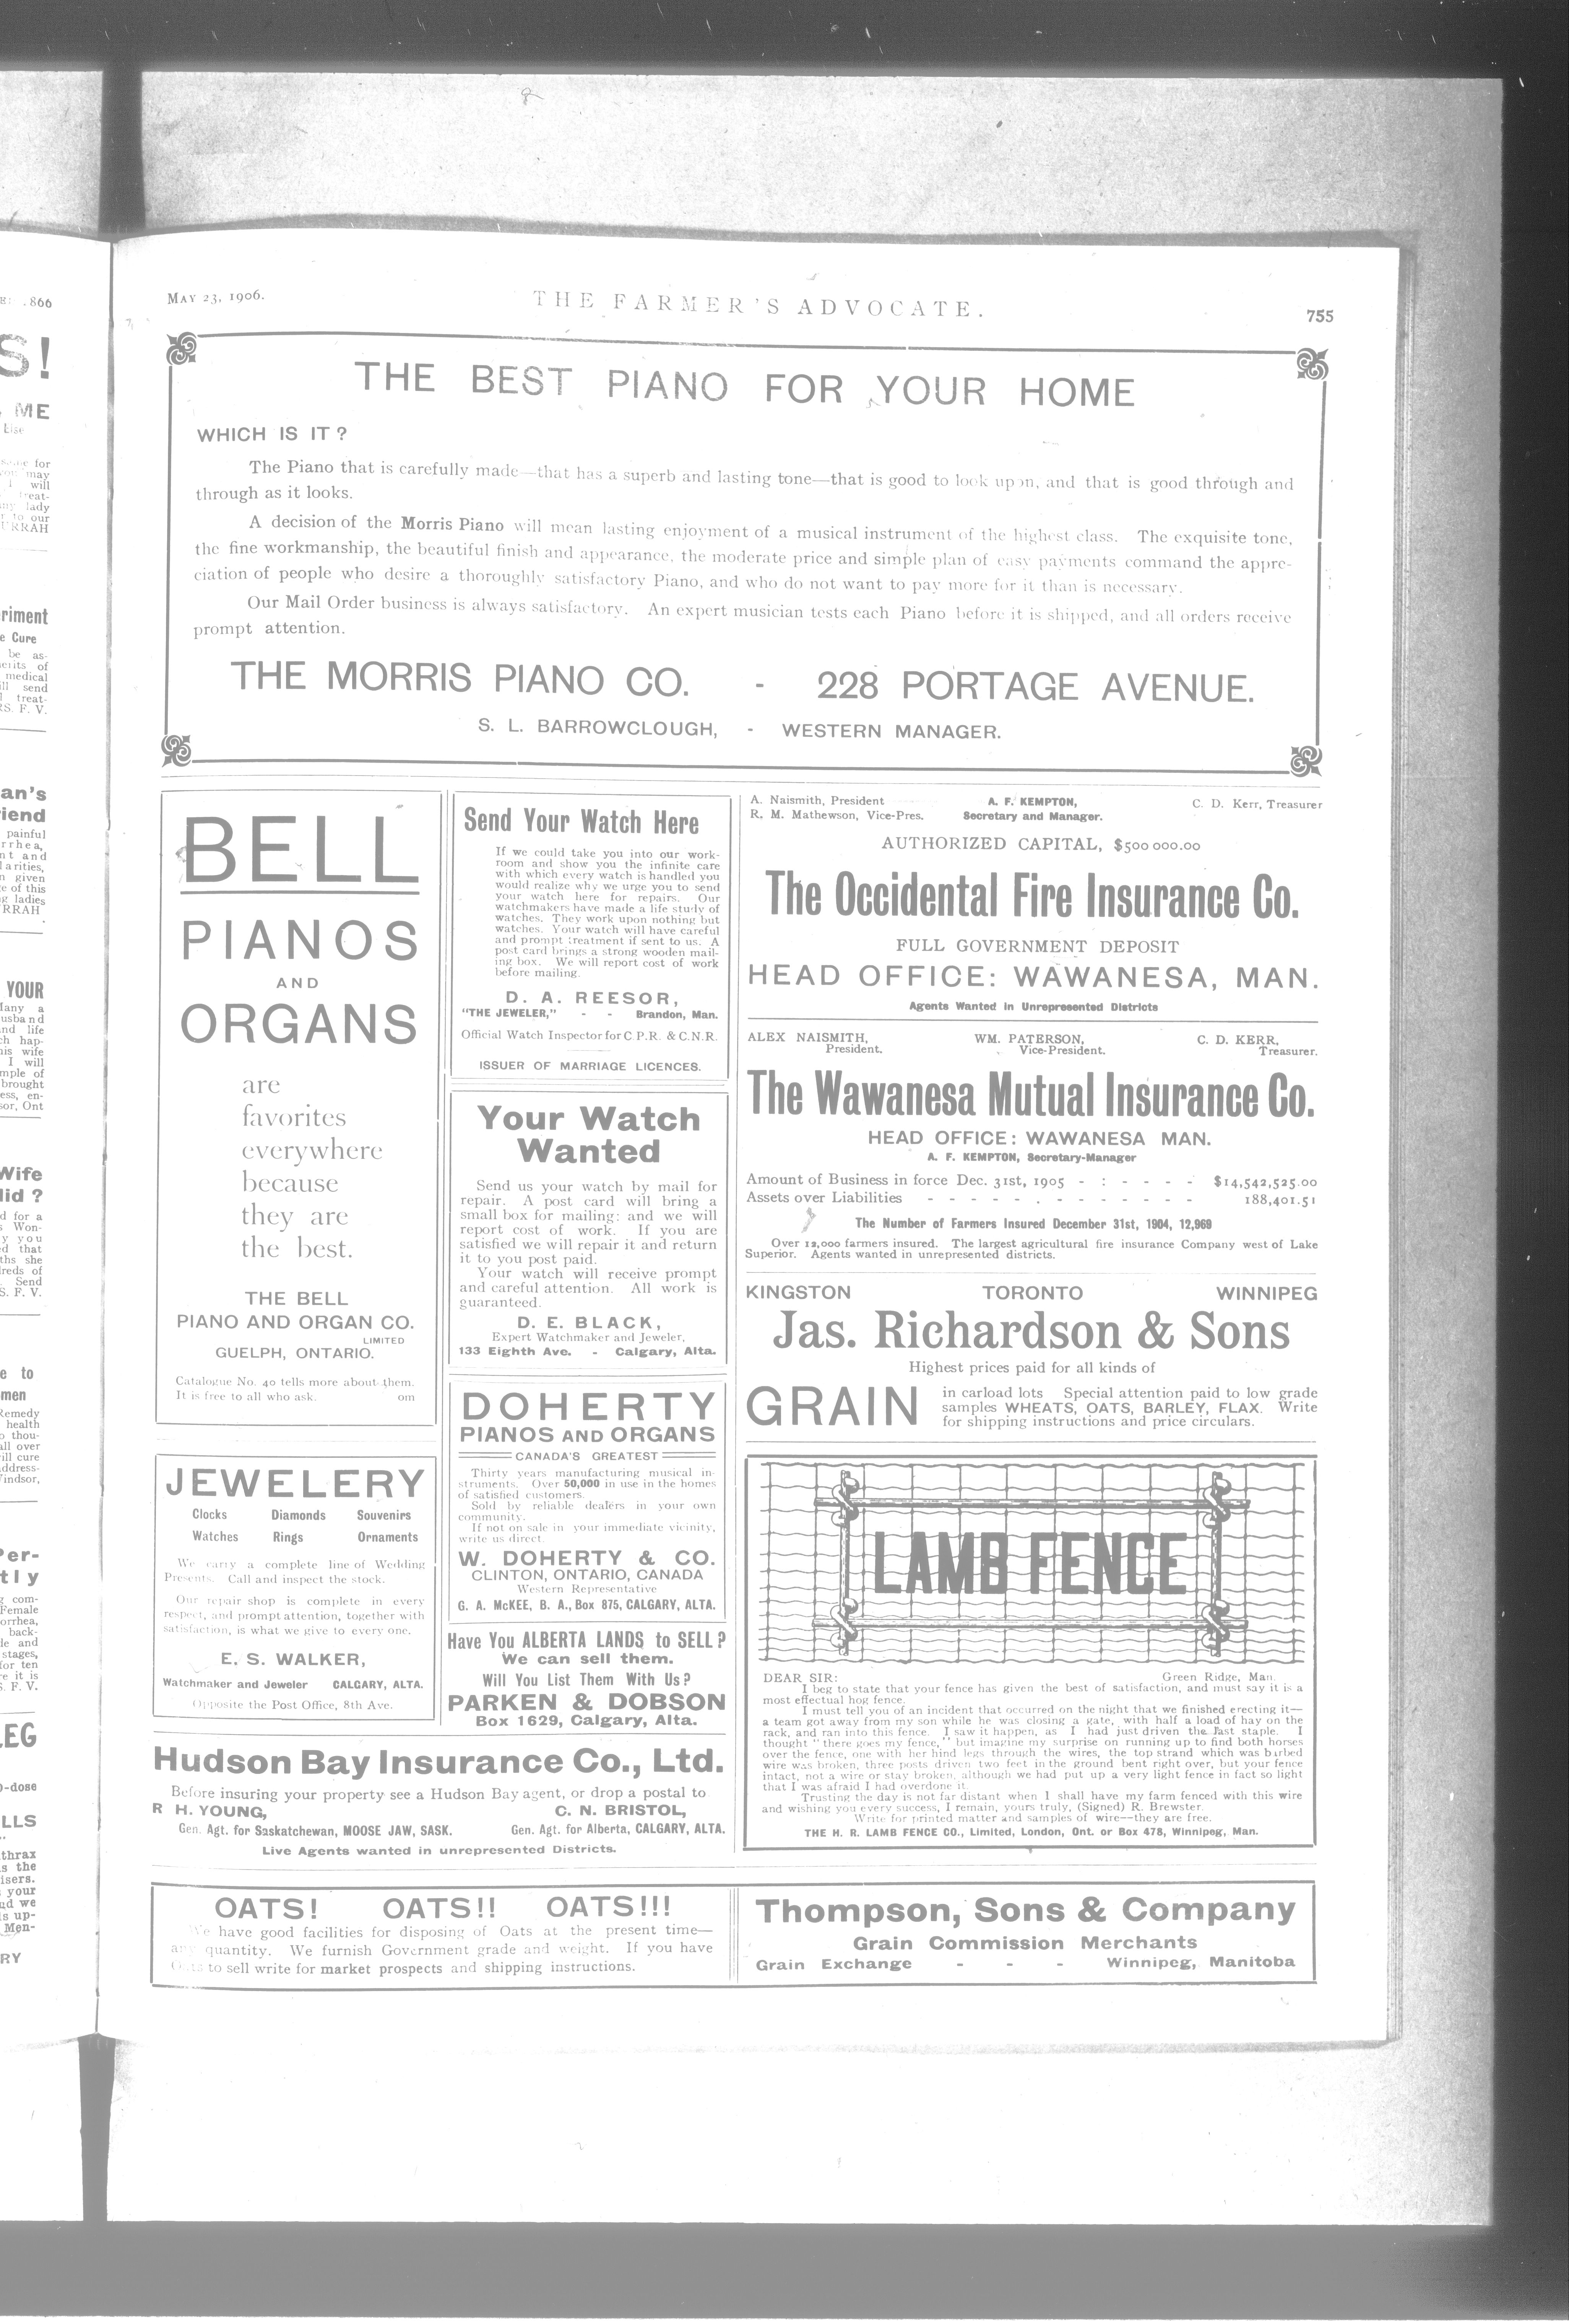 MAY 23, 1906.
THE FARMER'S ADVOCATE.
755
THE BEST PIANO FOR YOUR HOME
WHICH IS IT?
The Piano that is carefully made—that has a superb and lasting tone—that is good to look upon, and that is good through and
through as it looks.
A decision of the Morris Piano will mean lasting enjoyment of a musical instrument of the highest class. The exquisite tone,
the fine workmanship, the beautiful finish and appearance, the moderate price and simple plan of easy payments command the appre-
ciation of people who desire a thoroughly satisfactory Piano, and who do not want to pay more for it than is necessary.
Our Mail Order business is always satisfactory. An expert musician tests each Piano before it is shipped, and all orders receive
prompt attention.
THE MORRIS PIANO CO. - 228 PORTAGE AVENUE.
S. L. BARROWCLOUGH, - WESTERN MANAGER.
BELL
PIANOS
AND
ORGANS
are
favorites
everywhere
because
they are
the best.
THE BELL
PIANO AND ORGAN CO.
LIMITED
GUELPH, ONTARIO.
Catalogue No. 40 tells more about them.
It is free to all who ask. om
JEWELERY
Clocks Diamonds Souvenirs
Watches Rings Ornaments
We carry a complete line of Wedding
Presents. Call and inspect the stock.
Our repair shop is complete in every
respect, and prompt attention, together with
satisfaction, is what we give to every one.
E. S. WALKER,
Watchmaker and Jeweler CALGARY, ALTA.
Opposite the Post Office, 8th Ave.
Send Your Watch Here
If we could take you into our work-
room and show you the infinite care
with which every watch is handled you
would realize why we urge you to send
your watch here for repairs. Our
watchmakers have made a life study of
watches. They work upon nothing but
watches. Your watch will have careful
and prompt treatment if sent to us. A
post card brings a strong wooden mail-
ing box. We will report cost of work
before mailing.
D. A. REESOR,
"THE JEWELER," - - Brandon, Man.
Official Watch Inspector for C P.R. & C.N.R.
ISSUER OF MARRIAGE LICENCES.
Your Watch
Wanted
Send us your watch by mail for
repair. A post card will bring a
small box for mailing; and we will
report cost of work. If you are
satisfied we will repair it and return
it to you post paid.
Your watch will receive prompt
and careful attention. All work is
guaranteed.
D. E. BLACK,
Expert Watchmaker and Jeweler,
133 Eighth Ave. - Calgary, Alta.
DOHERTY
PIANOS AND ORGANS
CANADA'S GREATEST
Thirty years manufacturing musical in-
struments. Over 50,000 in use in the homes
of satisfied customers.
Sold by reliable dealers in your own
community.
If not on sale in your immediate vicinity,
write us direct.
W. DOHERTY & CO.
CLINTON, ONTARIO, CANADA
Western Representative
G. A. McKEE, B. A., Box 875, CALGARY, ALTA.
Have You ALBERTA LANDS to SELL?
We can sell them.
Will You List Them With Us?
PARKEN & DOBSON
Box 1629, Calgary, Alta.
Hudson Bay Insurance Co., Ltd.
Before insuring your property see a Hudson Bay agent, or drop a postal to
R H. YOUNG, C. N. BRISTOL,
Gen. Agt. for Saskatchewan, MOOSE JAW, SASK. Gen. Agt. for Alberta, CALGARY, ALTA.
Live Agents wanted in unrepresented Districts.
A. Naismith, President A. F. KEMPTON, C. D. Kerr, Treasurer
R. M. Mathewson, Vice-Pres. Secretary and Manager.
AUTHORIZED CAPITAL, $500 000.00
The Occidental Fire Insurance Co.
FULL GOVERNMENT DEPOSIT
HEAD OFFICE: WAWANESA, MAN.
Agents Wanted in Unrepresented Districts
ALEX NAISMITH, WM. PATERSON, C. D. KERR,
President. Vice-President. Treasurer.
The Wawanesa Mutual Insurance Co.
HEAD OFFICE: WAWANESA MAN.
A. F. KEMPTON, Secretary-Manager
Amount of Business in force Dec. 31st, 1905 - : - - - - $14,542,525.00
Assets over Liabilities - - - - - . - - - - - - - 188,401.51
The Number of Farmers Insured December 31st, 1904, 12,969
Over 12,000 farmers insured. The largest agricultural fire insurance Company west of Lake
Superior. Agents wanted in unrepresented districts.
KINGSTON TORONTO WINNIPEG
Jas. Richardson & Sons
Highest prices paid for all kinds of
GRAIN
in carload lots Special attention paid to low grade
samples WHEATS, OATS, BARLEY, FLAX. Write
for shipping instructions and price circulars.
LAMB FENCE
DEAR SIR: Green Ridge, Man.
I beg to state that your fence has given the best of satisfaction, and must say it is a
most effectual hog fence.
I must tell you of an incident that occurred on the night that we finished erecting it—
a team got away from my son while he was closing a gate, with half a load of hay on the
rack, and ran into this fence. I saw it happen, as I had just driven the last staple. I
thought "there goes my fence," but imagine my surprise on running up to find both horses
over the fence, one with her hind legs through the wires, the top strand which was barbed
wire was broken, three posts driven two feet in the ground bent right over, but your fence
intact, not a wire or stay broken, although we had put up a very light fence in fact so light
that I was afraid I had overdone it.
Trusting the day is not far distant when I shall have my farm fenced with this wire
and wishing you every success, I remain, yours truly, (Signed) R. Brewster.
Write for printed matter and samples of wire—they are free.
THE H. R. LAMB FENCE CO., Limited, London, Ont. or Box 478, Winnipeg, Man.
OATS! OATS!! OATS!!!
We have good facilities for disposing of Oats at the present time—
any quantity. We furnish Government grade and weight. If you have
Oats to sell write for market prospects and shipping instructions.
Thompson, Sons & Company
Grain Commission Merchants
Grain Exchange - - - Winnipeg, Manitoba